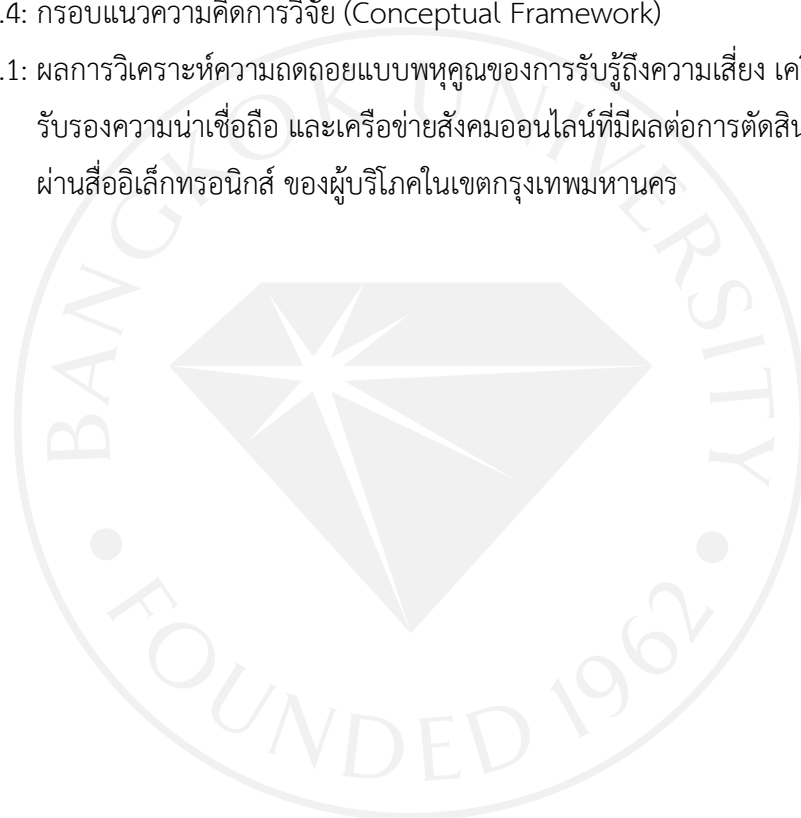 .4: กรอบแนวความคิดการวิจัย (Conceptual Framework)
.1: ผลการวิเคราะห์ความถดถอยแบบพหุคูณของการรับรู้ถึงความเสี่ยง
รับรองความน่าเชื่อถือ และเครือข่ายสังคมออนไลน์ที่มีผลต่อการ
ผ่านสื่ออิเล็กทรอนิกส์ ของผู้บริโภคในเขตกรุงเทพมหานคร
BANGKOK UNIVERSITY
FOUNDED 1962